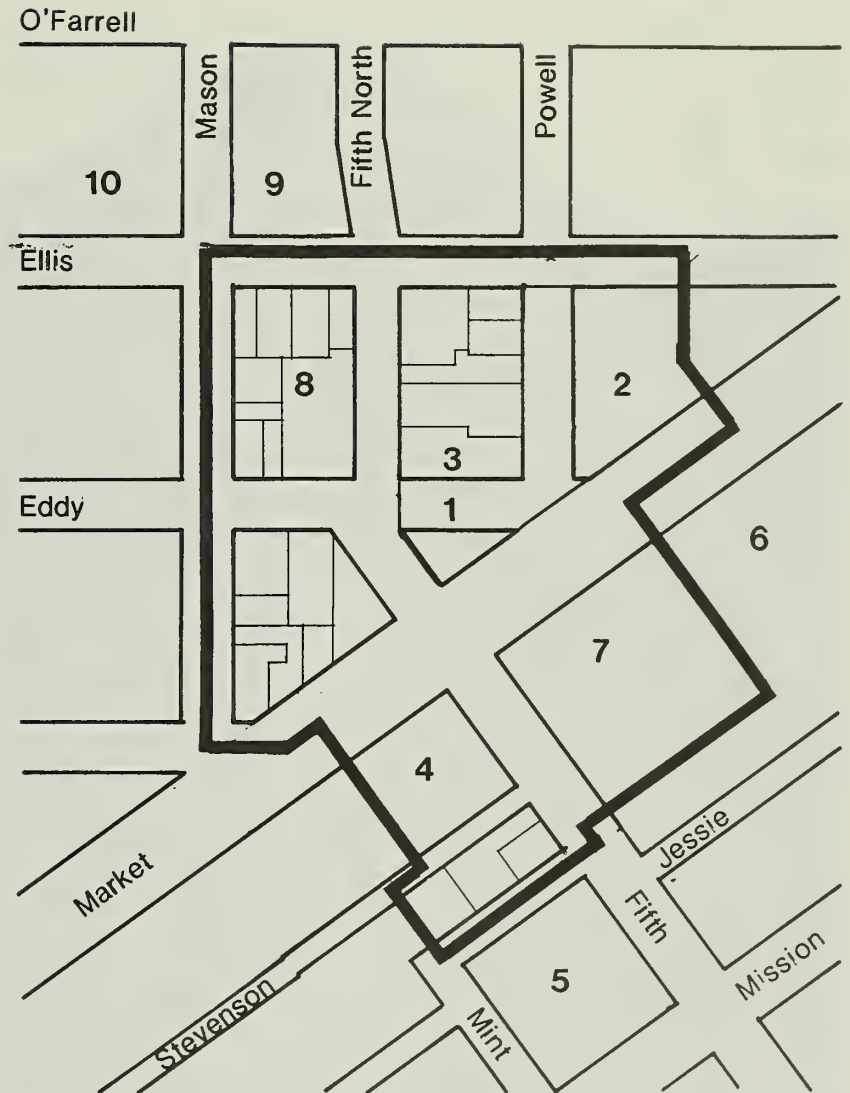 O'Farrell
Mason
Fifth North
Powell
10
9
Ellis
8
2
3
Eddy
1
6
7
4
Market
Jessie
Fifth
Mission
5
Stevenson
Mint